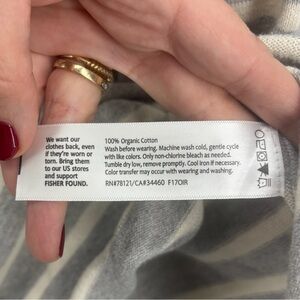 We want our
clothes back, even
if they're worn or
torn. Bring them
to our US stores
and support
FISHER FOUND.
100% Organic Cotton
Wash before wearing. Machine wash cold, gentle cycle
with like colors. Only non-chlorine bleach as needed.
Tumble dry low, remove promptly. Cool iron if necessary.
Color transfer may occur with wearing and washing.
RN#78121/CA#34460 F17OIR